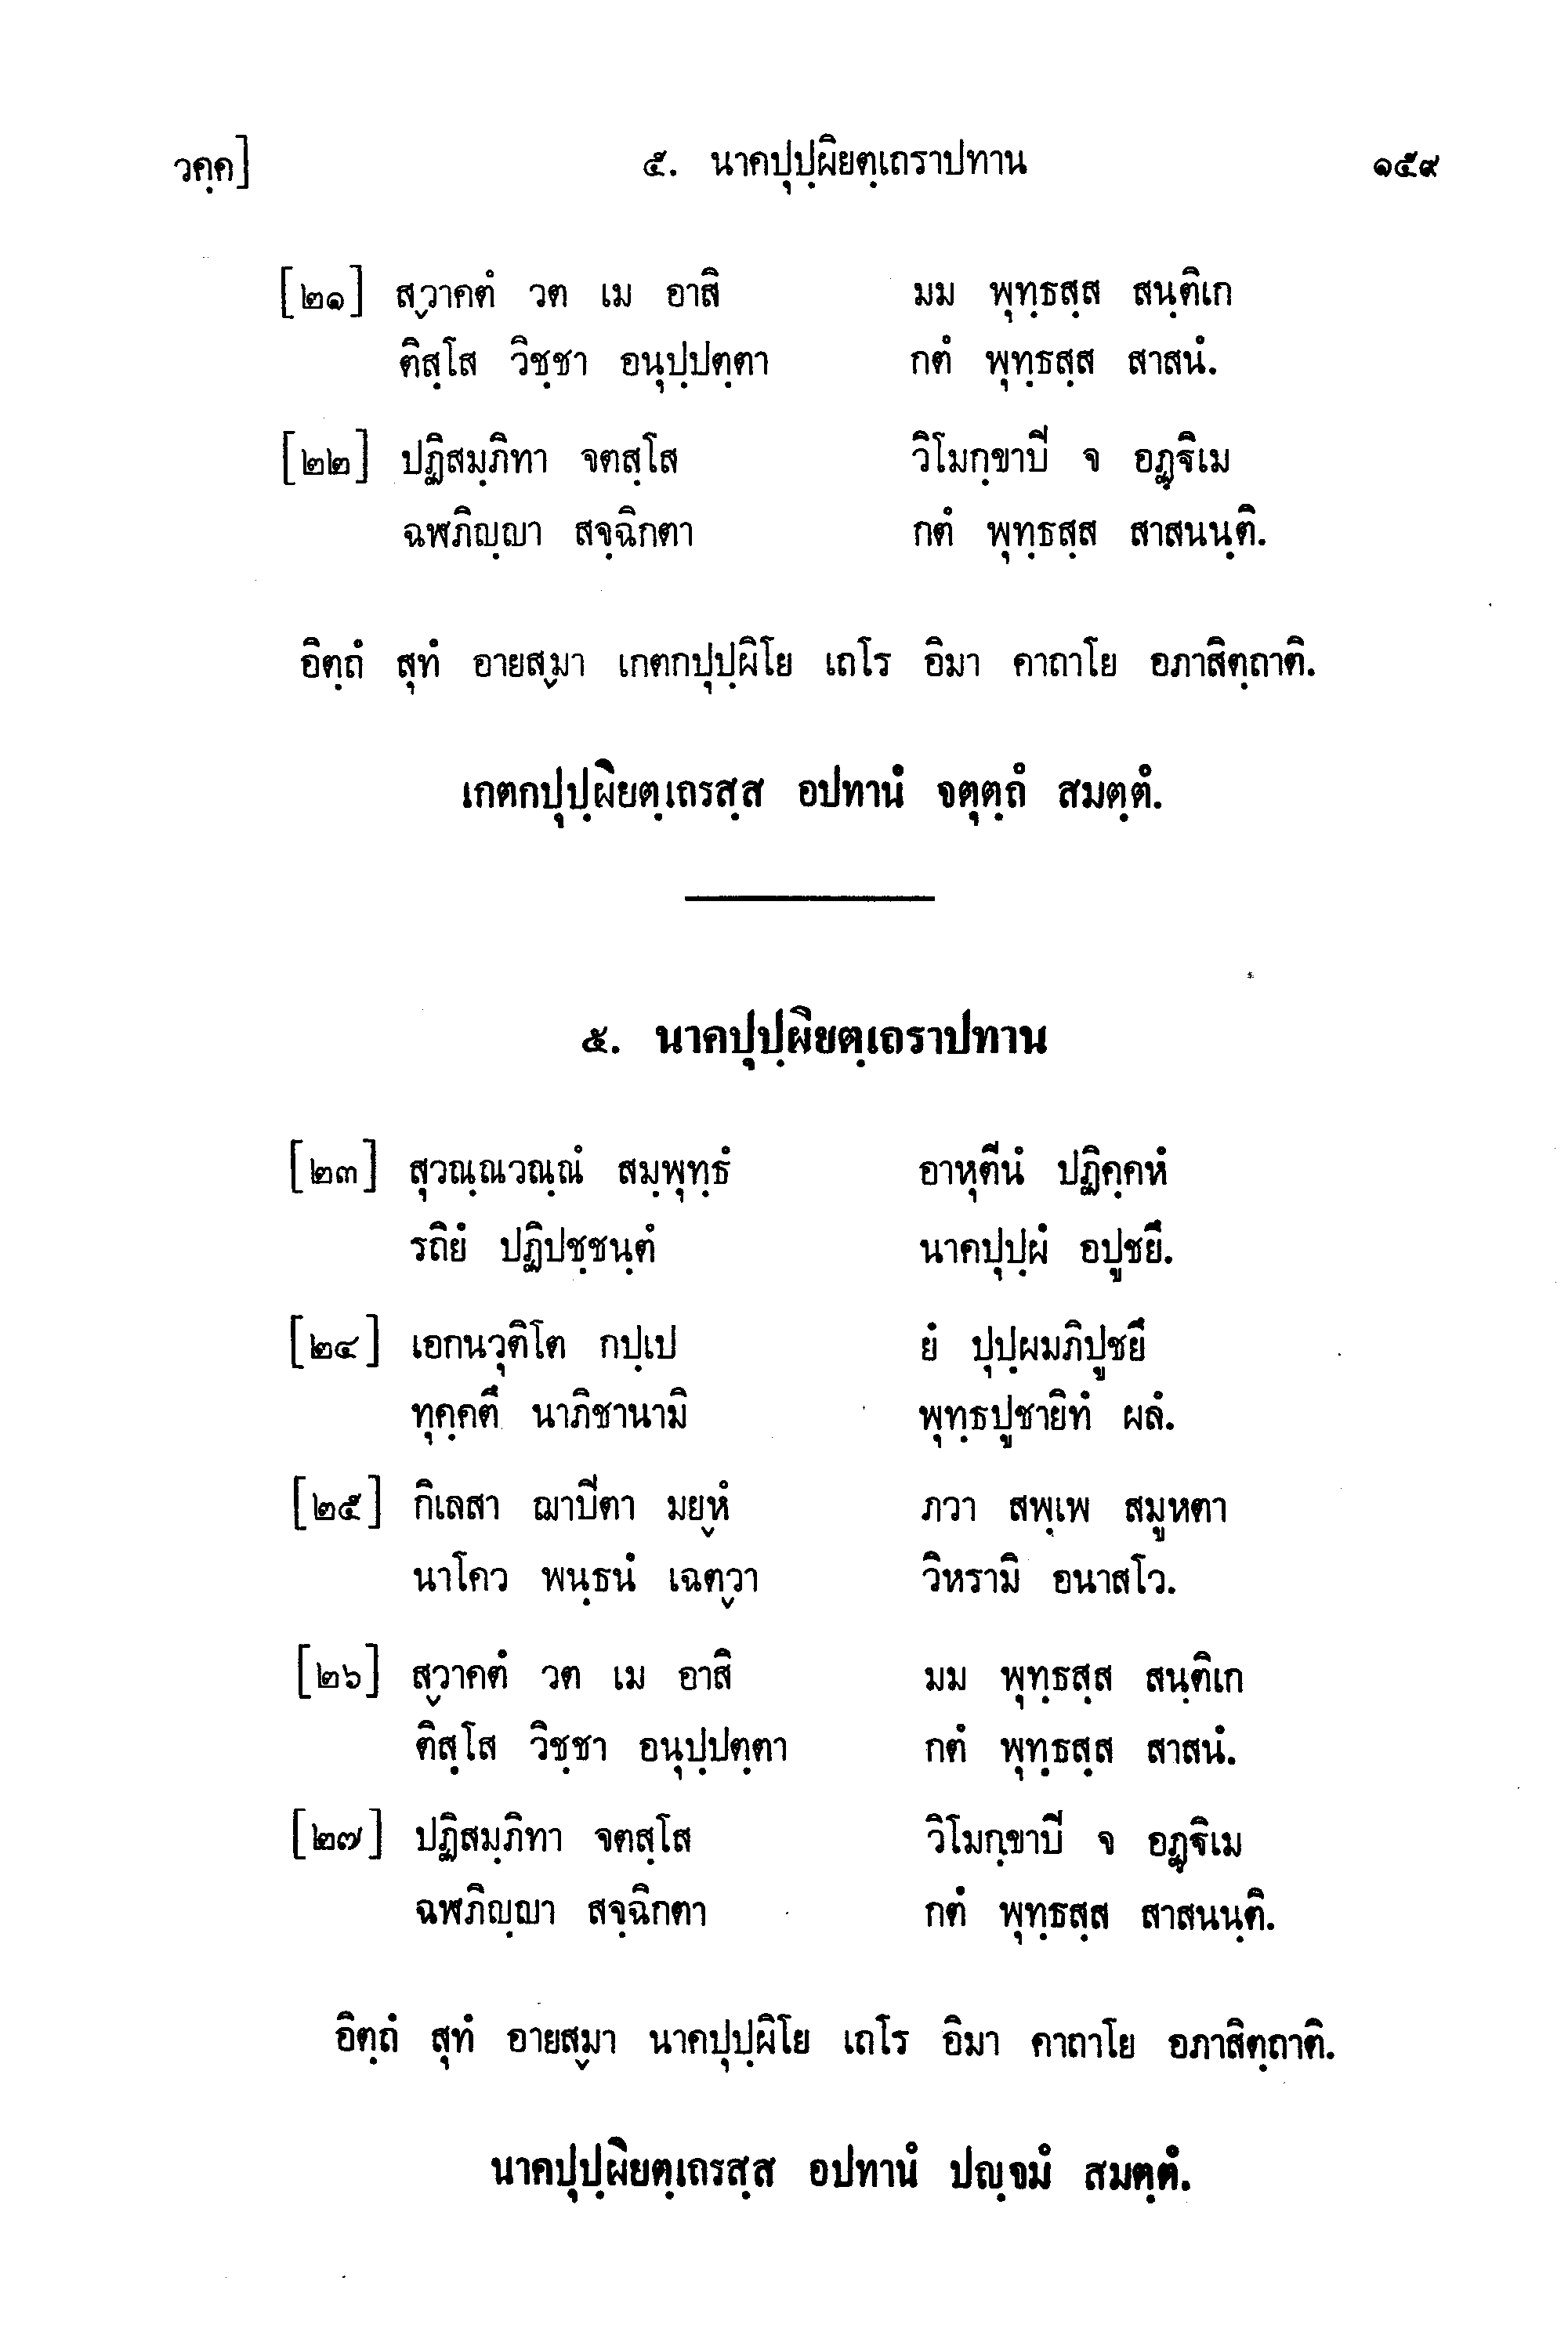 วคฺค] ๕. นาคปุปฺผิยตฺเถราปทาน ๑๕๙
[๒๑] สฺวาคตํ วต เม อาสิ มม พุทฺธสฺส สนฺติเก
ติสฺโส วิชฺชา อนุปฺปตฺตา กตํ พุทฺธสฺส สาสนํ.
[๒๒] ปฏิสมฺภิทา จตสฺโส วิโมกฺขาปิ จ อฏฺฐิเม
ฉฬภิญฺญา สจฺฉิกตา กตํ พุทฺธสฺส สาสนนฺติ.
อิตฺถํ สุทํ อายสฺมา เกตกปุปฺผิโย เถโร อิมา คาถาโย อภาสิตฺถาติ.
เกตกปุปฺผิยตฺเถรสฺส อปทานํ จตุตฺถํ สมตฺตํ.
๕. นาคปุปฺผิยตฺเถราปทาน
[๒๓] สุวณฺณวณฺณํ สมฺพุทฺธํ อาหุตีนํ ปฏิคฺคหํ
รถิยํ ปฏิปชฺชนฺตํ นาคปุปฺผํ อปูชยึ.
[๒๔] เอกนวุติโต กปฺเป ยํ ปุปฺผมภิปูชยึ
ทุคฺคตึ นาภิชานามิ พุทฺธปูชายิทํ ผลํ.
[๒๕] กิเลสา ฌาปิตา มยฺหํ ภวา สพฺเพ สมูหตา
นาโคว พนฺธนํ เฉตฺวา วิหรามิ อนาสโว.
[๒๖] สฺวาคตํ วต เม อาสิ มม พุทฺธสฺส สนฺติเก
ติสฺโส วิชฺชา อนุปฺปตฺตา กตํ พุทฺธสฺส สาสนํ.
[๒๗] ปฏิสมฺภิทา จตสฺโส วิโมกฺขาปิ จ อฏฺฐิเม
ฉฬภิญฺญา สจฺฉิกตา กตํ พุทฺธสฺส สาสนนฺติ.
อิตฺถํ สุทํ อายสฺมา นาคปุปฺผิโย เถโร อิมา คาถาโย อภาสิตฺถาติ.
นาคปุปฺผิยตฺเถรสฺส อปทานํ ปญฺจมํ สมตฺตํ.